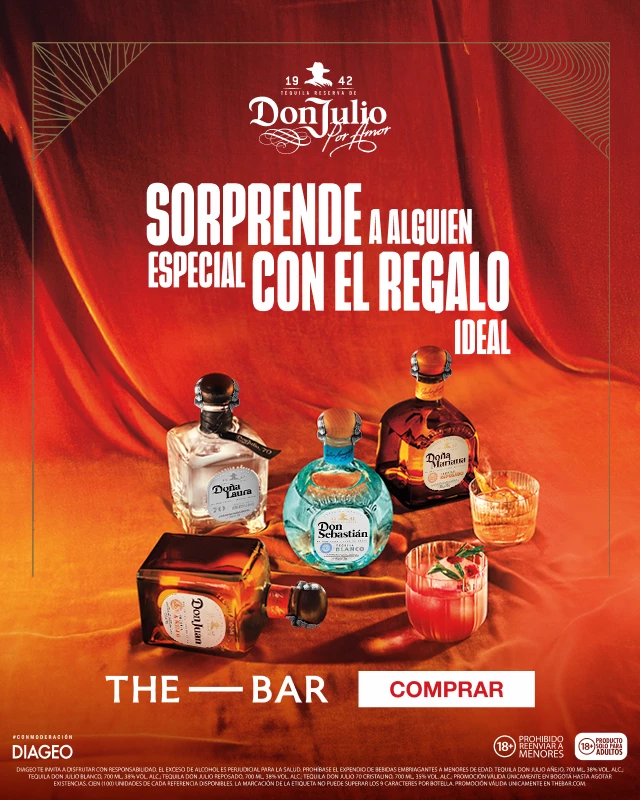 19 42
TEQUILA RESERVA DE
Don Julio
Por Amor
SORPRENDE A ALGUIEN
ESPECIAL CON EL REGALO
IDEAL
Doña
Mariana
Doña
Laura
Don
Sebastián
BLANCO
Don Juan
THE — BAR
COMPRAR
#CONMODERACIÓN
DIAGEO
18+
PROHIBIDO
REENVIAR A
MENORES
18+
PRODUCTO
SOLO PARA
ADULTOS
DIAGEO INVITA A DISFRUTAR CON RESPONSABILIDAD. EL EXCESO DE ALCOHOL ES PERJUDICIAL PARA LA SALUD. PROHÍBASE EL EXPENDIO DE BEBIDAS EMBRIAGANTES A MENORES DE EDAD. TEQUILA DON JULIO AÑEJO. 700 ML, 38% VOL. ALC.;
TEQUILA DON JULIO BLANCO, 700 ML, 38% VOL. ALC.; TEQUILA DON JULIO REPOSADO, 700 ML, 38% VOL. ALC.; TEQUILA DON JULIO 70 CRISTALINO, 700 ML, 35% VOL. ALC.; PROMOCIÓN VÁLIDA ÚNICAMENTE EN BOGOTÁ HASTA AGOTAR
EXISTENCIAS. CIEN (100) UNIDADES DE CADA REFERENCIA DISPONIBLES. LA MARCACIÓN DE LA ETIQUETA NO PUEDE SUPERAR LOS 9 CARACTERES POR BOTELLA. PROMOCIÓN VÁLIDA ÚNICAMENTE EN THEBAR.COM.